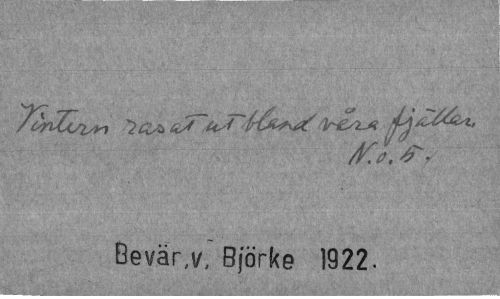 Vintern rasat ut bland våra fjällar.
N.o. 5.
Bevär, v, Björke 1922.